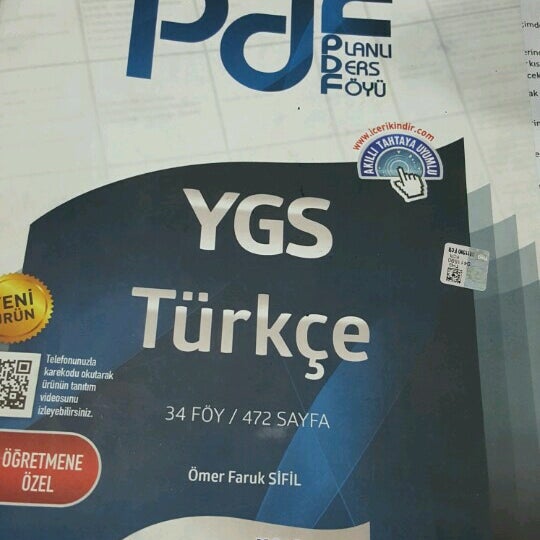 pdf
PLANLI
DERS
FÖYÜ
www.icerikindir.com
AKILLI TAHTAYA UYUMLU
YGS
Türkçe
YENİ
ÜRÜN
Telefonunuzla
karekodu okutarak
ürünün tanıtım
videosunu
izleyebilirsiniz.
34 FÖY / 472 SAYFA
ÖĞRETMENE
ÖZEL
Ömer Faruk SİFİL